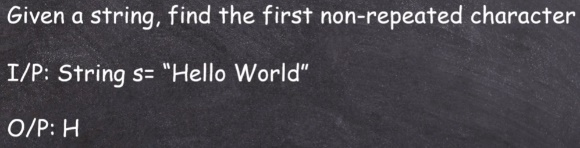 Given a string, find the first non-repeated character
I/P: String s= “Hello World”
O/P: H